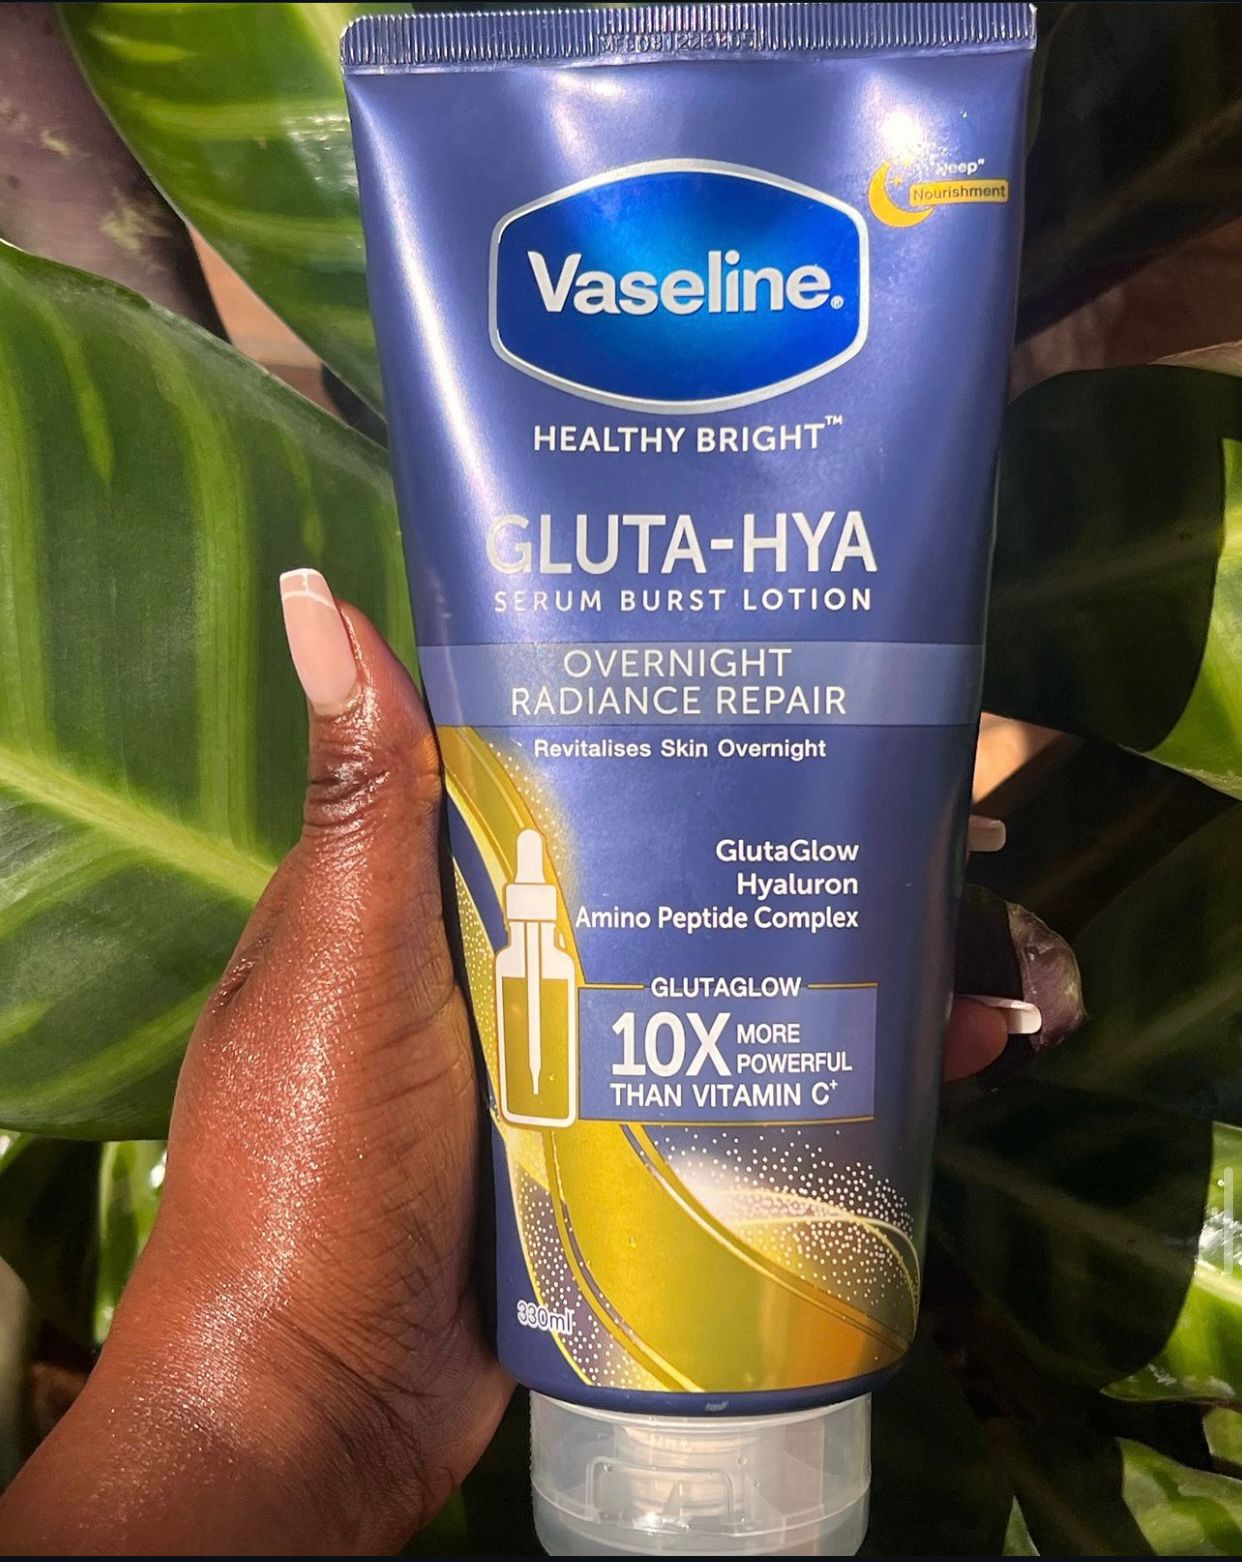 "Deep"
Nourishment
Vaseline®
HEALTHY BRIGHT™
GLUTA-HYA
SERUM BURST LOTION
OVERNIGHT
RADIANCE REPAIR
Revitalises Skin Overnight
GlutaGlow
Hyaluron
Amino Peptide Complex
GLUTAGLOW
10X MORE
POWERFUL
THAN VITAMIN C⁺
330ml